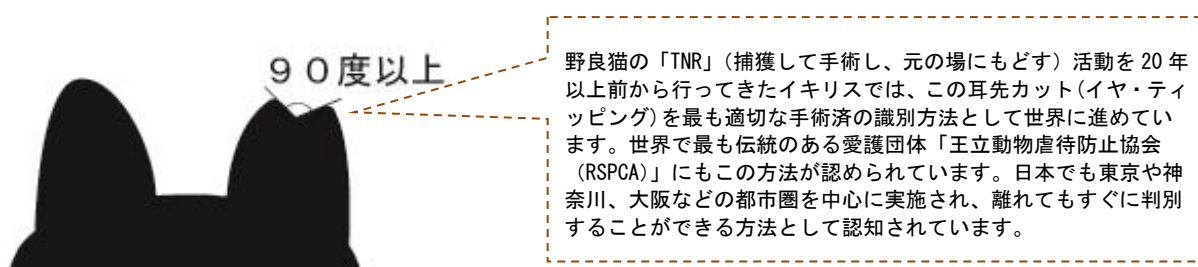 90度以上
野良猫の「TNR」(捕獲して手術し、元の場にもどす)活動を20年
以上前から行ってきたイキリスでは、この耳先カット(イヤ・ティ
ッピング)を最も適切な手術済の識別方法として世界に進めてい
ます。世界で最も伝統のある愛護団体「王立動物虐待防止協会
(RSPCA)」にもこの方法が認められています。日本でも東京や神
奈川、大阪などの都市圏を中心に実施され、離れてもすぐに判別
することができる方法として認知されています。